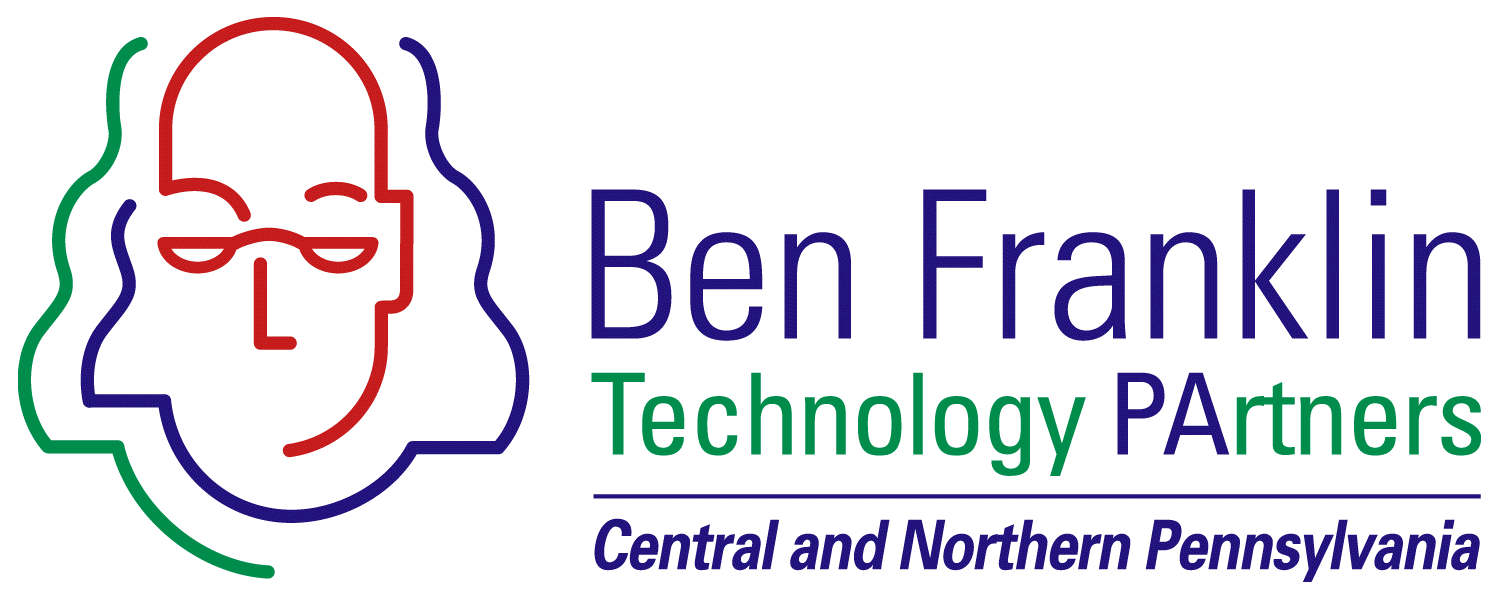 Ben Franklin
Technology PArtners
Central and Northern Pennsylvania